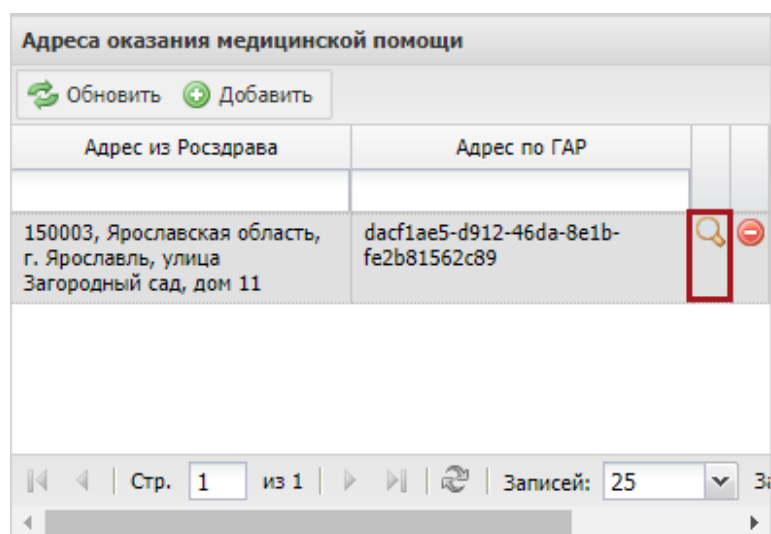 Адреса оказания медицинской помощи
Обновить Добавить
Адрес из Росздрава Адрес по ГАР
150003, Ярославская область, dacf1ae5-d912-46da-8e1b-
г. Ярославль, улица fe2b81562c89
Загородный сад, дом 11
Стр. 1 из 1 Записей: 25